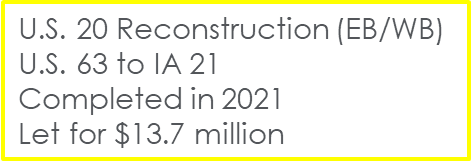 U.S. 20 Reconstruction (EB/WB)
U.S. 63 to IA 21
Completed in 2021
Let for $13.7 million